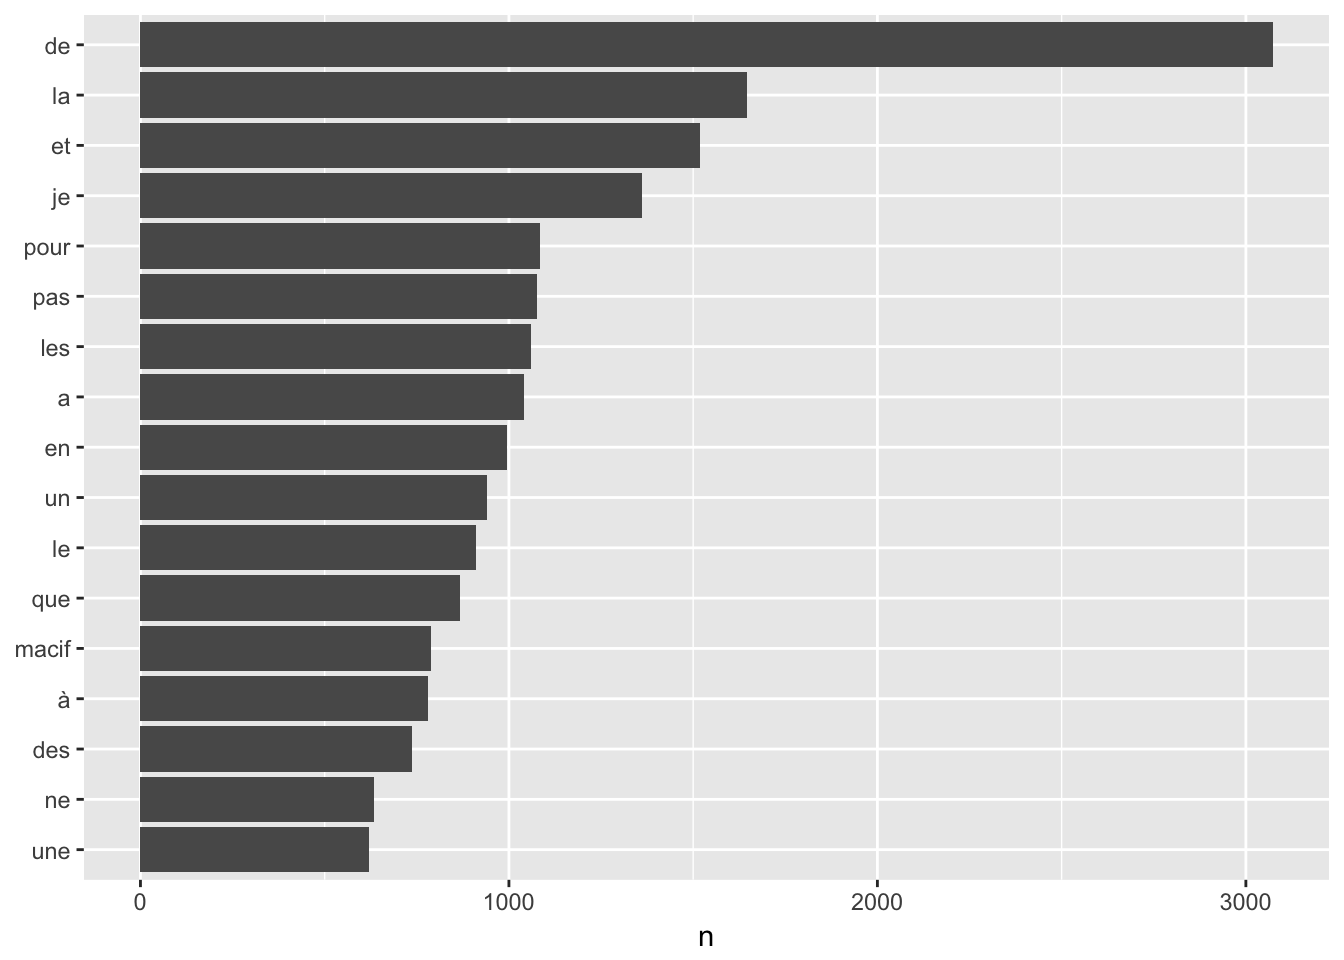 de
la
et
je
pour
pas
les
a
en
un
le
que
macif
à
des
ne
une
0 1000 2000 3000
n